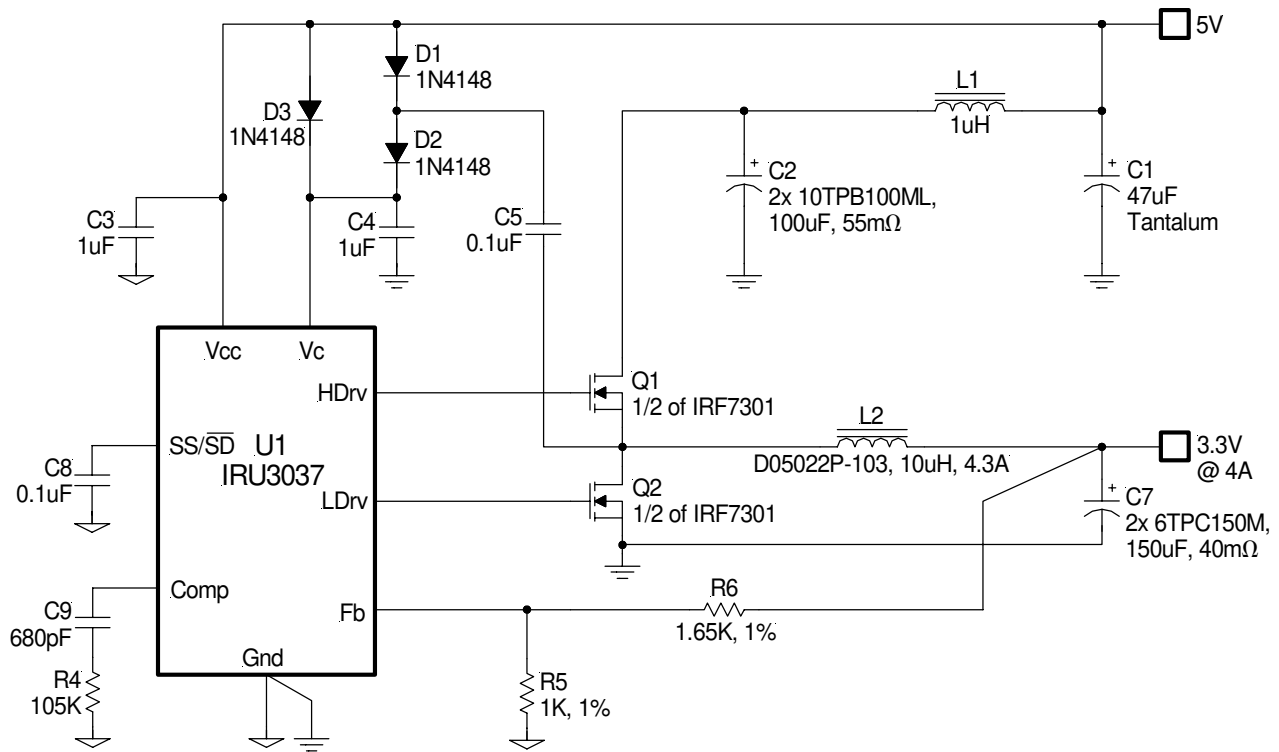 5V
D1
1N4148
L1
1uH
D3
1N4148
D2
1N4148
C2
2x 10TPB100ML,
100uF, 55mΩ
C1
47uF
Tantalum
C3
1uF
C4
1uF
C5
0.1uF
Vcc
Vc
HDrv
Q1
1/2 of IRF7301
L2
D05022P-103, 10uH, 4.3A
3.3V
@ 4A
SS/SD
U1
IRU3037
C8
0.1uF
LDrv
Q2
1/2 of IRF7301
C7
2x 6TPC150M,
150uF, 40mΩ
Comp
C9
680pF
Fb
R6
1.65K, 1%
Gnd
R4
105K
R5
1K, 1%